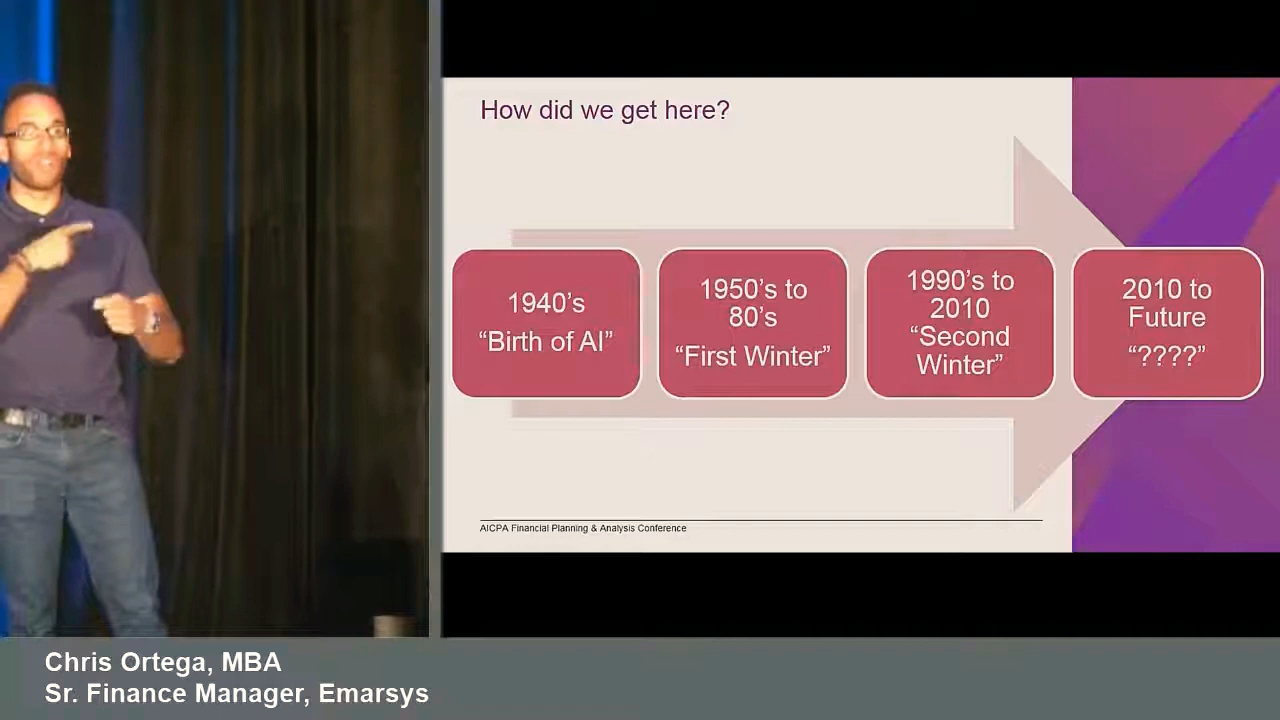 How did we get here?
1940’s
“Birth of AI”
1950’s to
80’s
“First Winter”
1990’s to
2010
“Second
Winter”
2010 to
Future
“????”
AICPA Financial Planning & Analysis Conference
Chris Ortega, MBA
Sr. Finance Manager, Emarsys